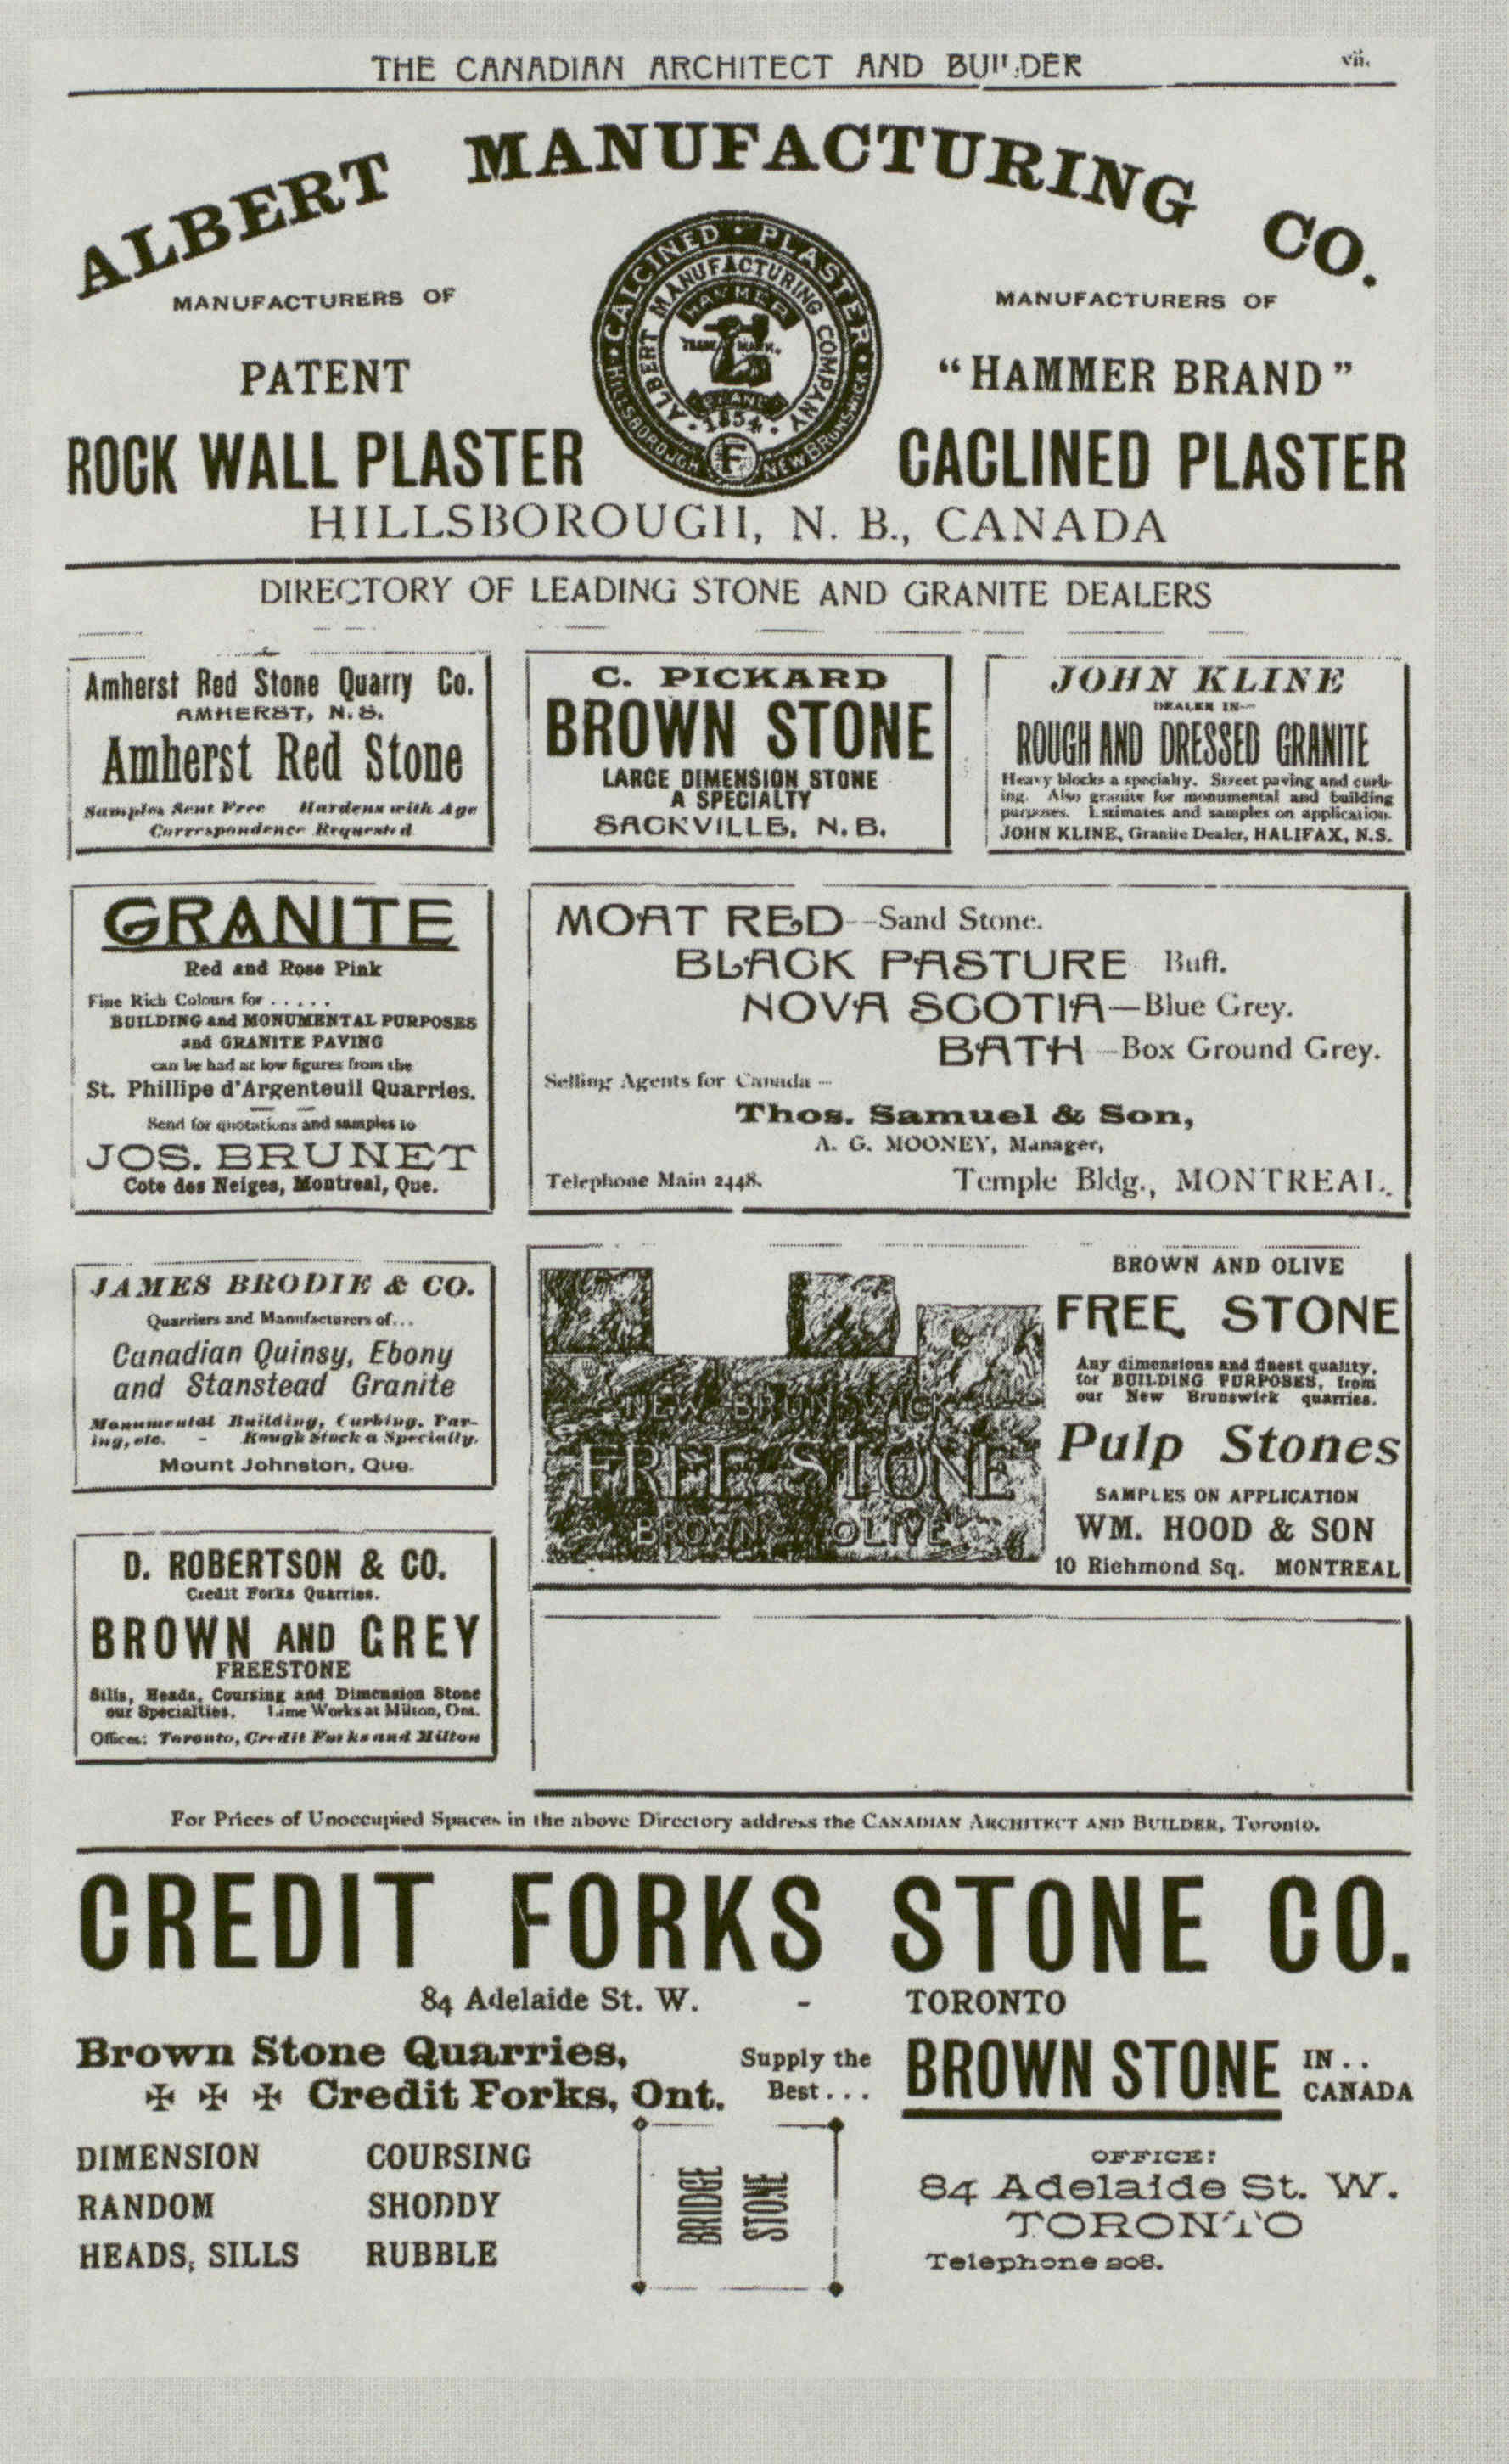 THE CANADIAN ARCHITECT AND BUILDER
vii.
ALBERT MANUFACTURING CO.
MANUFACTURERS OF
PATENT
ROCK WALL PLASTER
CALCINED PLASTER
HILLSBOROUGH NEW BRUNSWICK
ALBERT MANUFACTURING COMPANY
HAMMER
TRADE MARK.
BRAND
1854
F
MANUFACTURERS OF
"HAMMER BRAND"
CACLINED PLASTER
HILLSBOROUGH, N. B., CANADA
DIRECTORY OF LEADING STONE AND GRANITE DEALERS
Amherst Red Stone Quarry Co.
AMHERST, N.S.
Amherst Red Stone
Samples Sent Free Hardens with Age
Correspondence Requested
C. PICKARD
BROWN STONE
LARGE DIMENSION STONE
A SPECIALTY
SACKVILLE, N.B.
JOHN KLINE
DEALER IN—
ROUGH AND DRESSED GRANITE
Heavy blocks a specialty. Street paving and curb-
ing. Also granite for monumental and building
purposes. Estimates and samples on application.
JOHN KLINE, Granite Dealer, HALIFAX, N.S.
GRANITE
Red and Rose Pink
Fine Rich Colours for . . . . .
BUILDING and MONUMENTAL PURPOSES
and GRANITE PAVING
can be had at low figures from the
St. Phillipe d'Argenteuil Quarries.
Send for quotations and samples to
JOS. BRUNET
Cote des Neiges, Montreal, Que.
MOAT RED--Sand Stone.
BLACK PASTURE Buff.
NOVA SCOTIA—Blue Grey.
BATH—Box Ground Grey.
Selling Agents for Canada —
Thos. Samuel & Son,
A. G. MOONEY, Manager,
Telephone Main 2448. Temple Bldg., MONTREAL.
JAMES BRODIE & CO.
Quarriers and Manufacturers of...
Canadian Quinsy, Ebony
and Stanstead Granite
Monumental Building, Curbing, Pav-
ing, etc. - Rough Stock a Specialty.
Mount Johnston, Que.
NEW BRUNSWICK
FREE STONE
BROWN OLIVE
BROWN AND OLIVE
FREE STONE
Any dimensions and finest quality,
for BUILDING PURPOSES, from
our New Brunswick quarries.
Pulp Stones
SAMPLES ON APPLICATION
WM. HOOD & SON
10 Richmond Sq. MONTREAL
D. ROBERTSON & CO.
Credit Forks Quarries.
BROWN AND GREY
FREESTONE
Sills, Heads, Coursing and Dimension Stone
our Specialties. Lime Works at Milton, Ont.
Offices: Toronto, Credit Forks and Milton
For Prices of Unoccupied Spaces in the above Directory address the CANADIAN ARCHITECT AND BUILDER, Toronto.
CREDIT FORKS STONE CO.
84 Adelaide St. W. - TORONTO
Brown Stone Quarries,
✠ ✠ ✠ Credit Forks, Ont.
Supply the
Best . . .
BROWN STONE
IN . .
CANADA
DIMENSION COURSING
RANDOM SHODDY
HEADS, SILLS RUBBLE
BRIDGE
STONE
OFFICE:
84 Adelaide St. W.
TORONTO
Telephone 208.